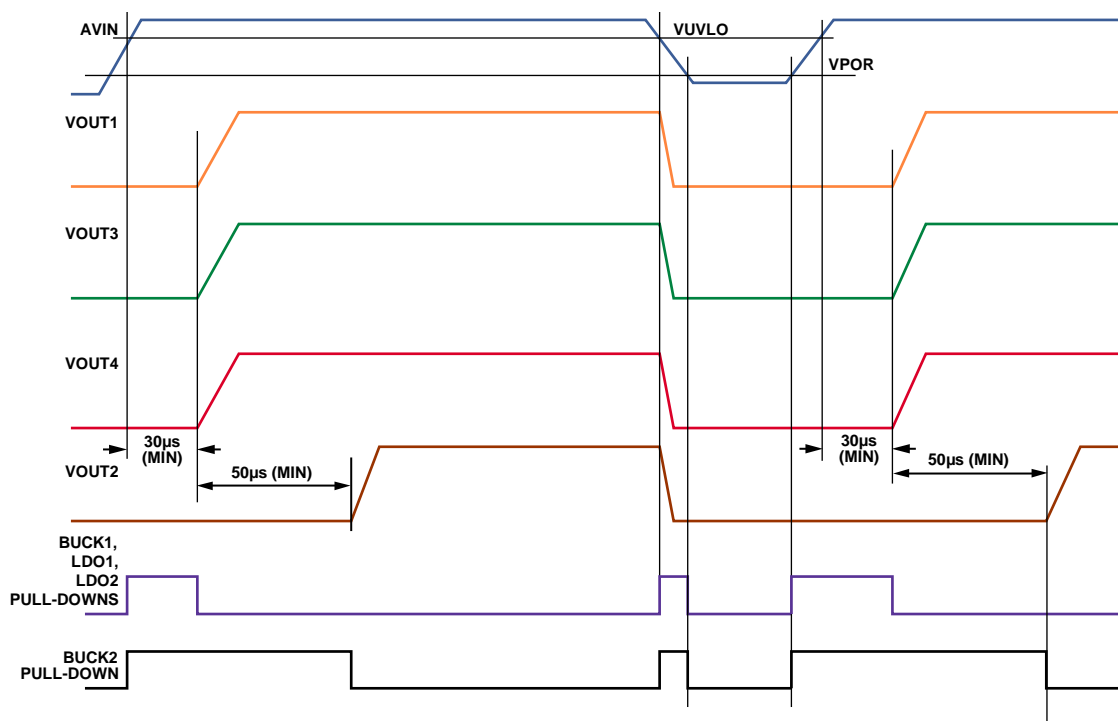 AVIN
VUVLO
VPOR
VOUT1
VOUT3
VOUT4
30µs
(MIN)
30µs
(MIN)
VOUT2
50µs (MIN)
50µs (MIN)
BUCK1,
LDO1,
LDO2
PULL-DOWNS
BUCK2
PULL-DOWN